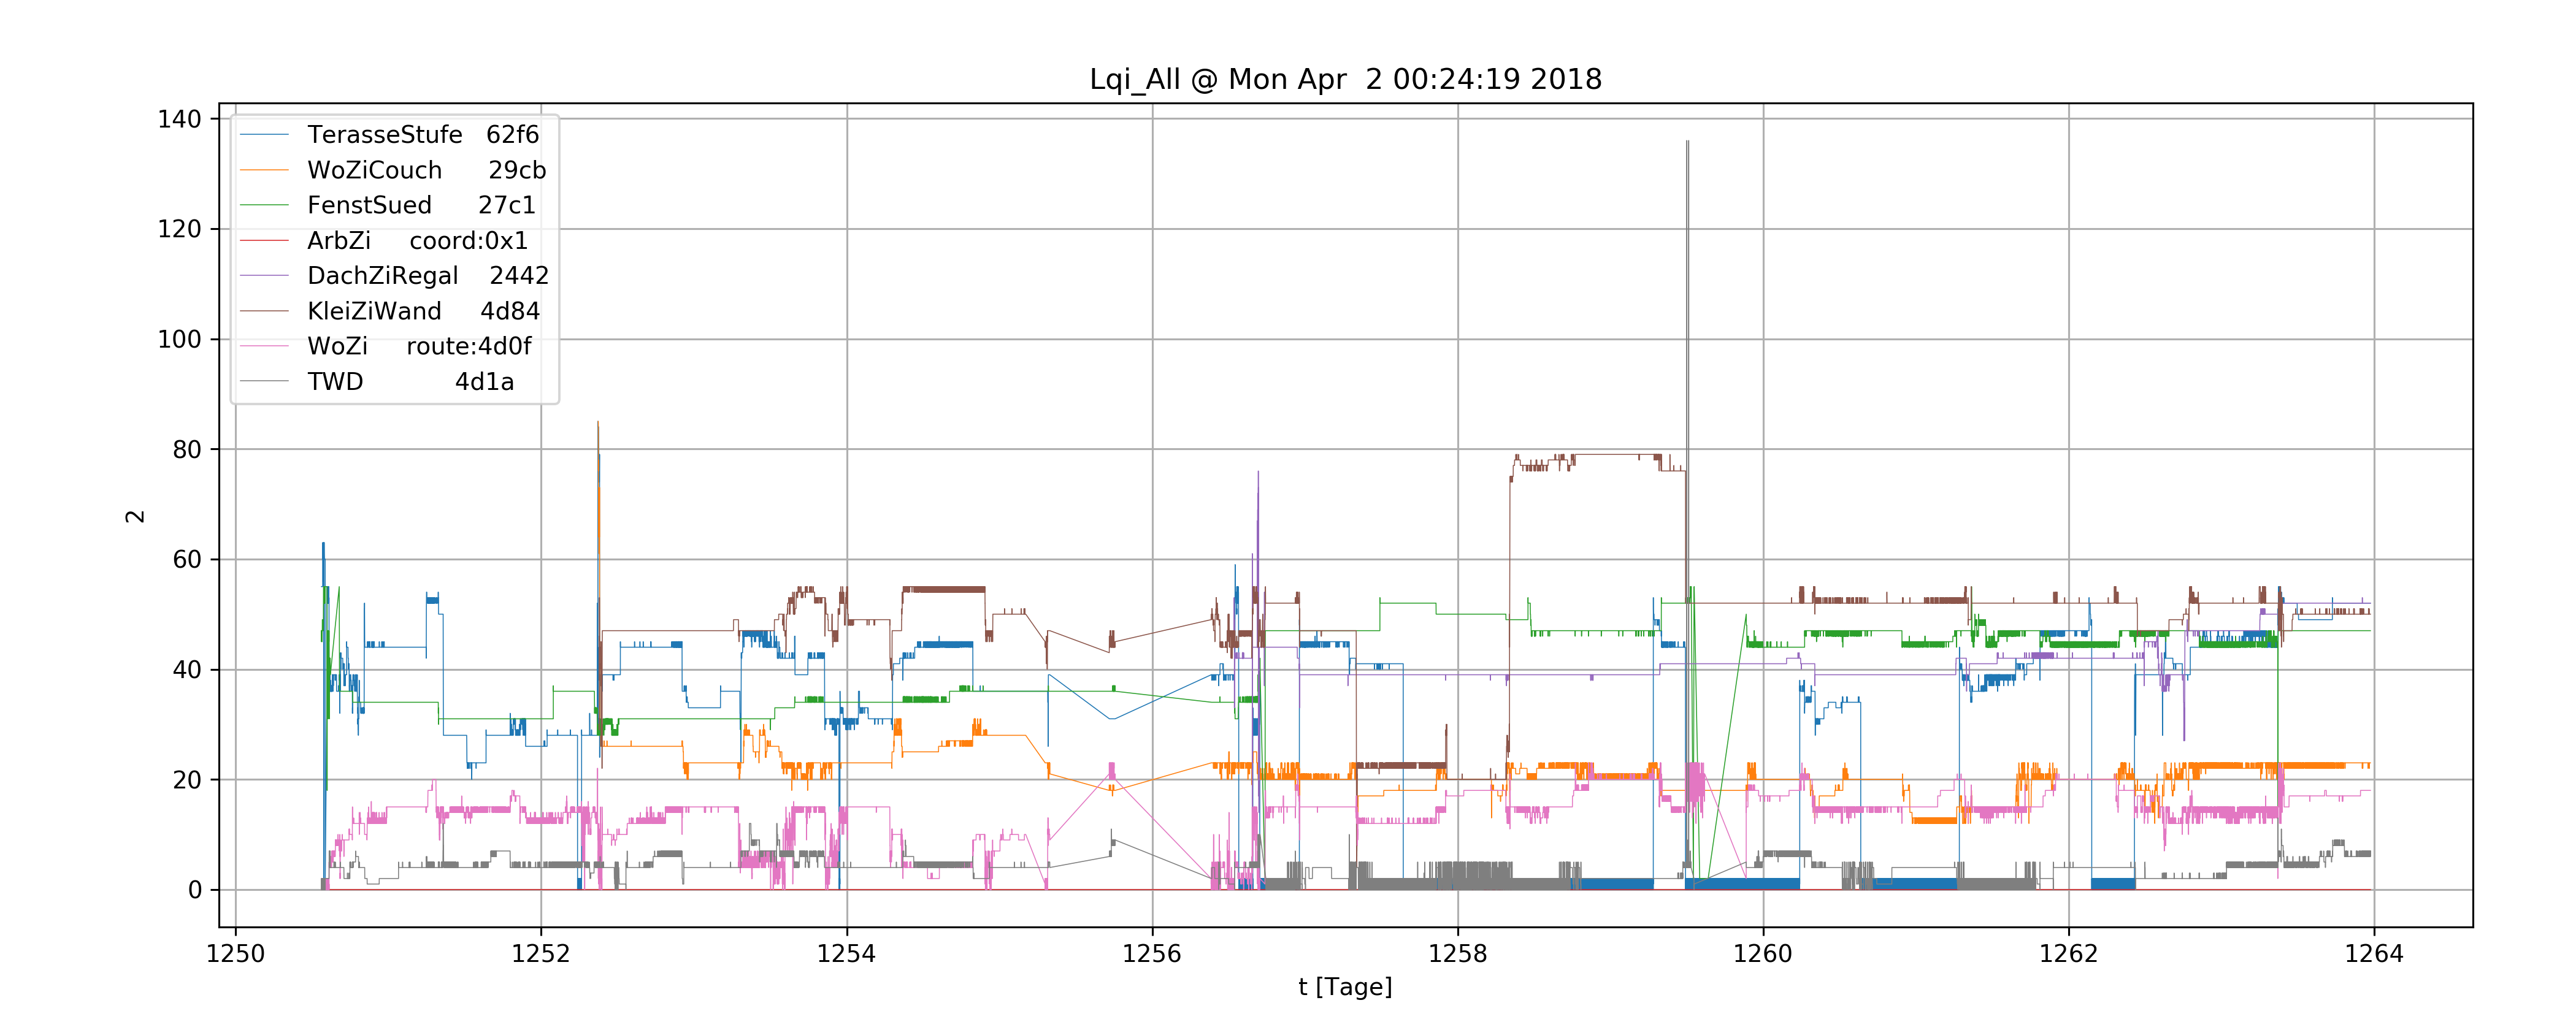 Lqi_All @ Mon Apr  2 00:24:19 2018
140
120
100
80
60
40
20
0
2
TerasseStufe   62f6
WoZiCouch      29cb
FenstSued      27c1
ArbZi     coord:0x1
DachZiRegal    2442
KleiZiWand     4d84
WoZi     route:4d0f
TWD            4d1a
1250 1252 1254 1256 1258 1260 1262 1264
t [Tage]